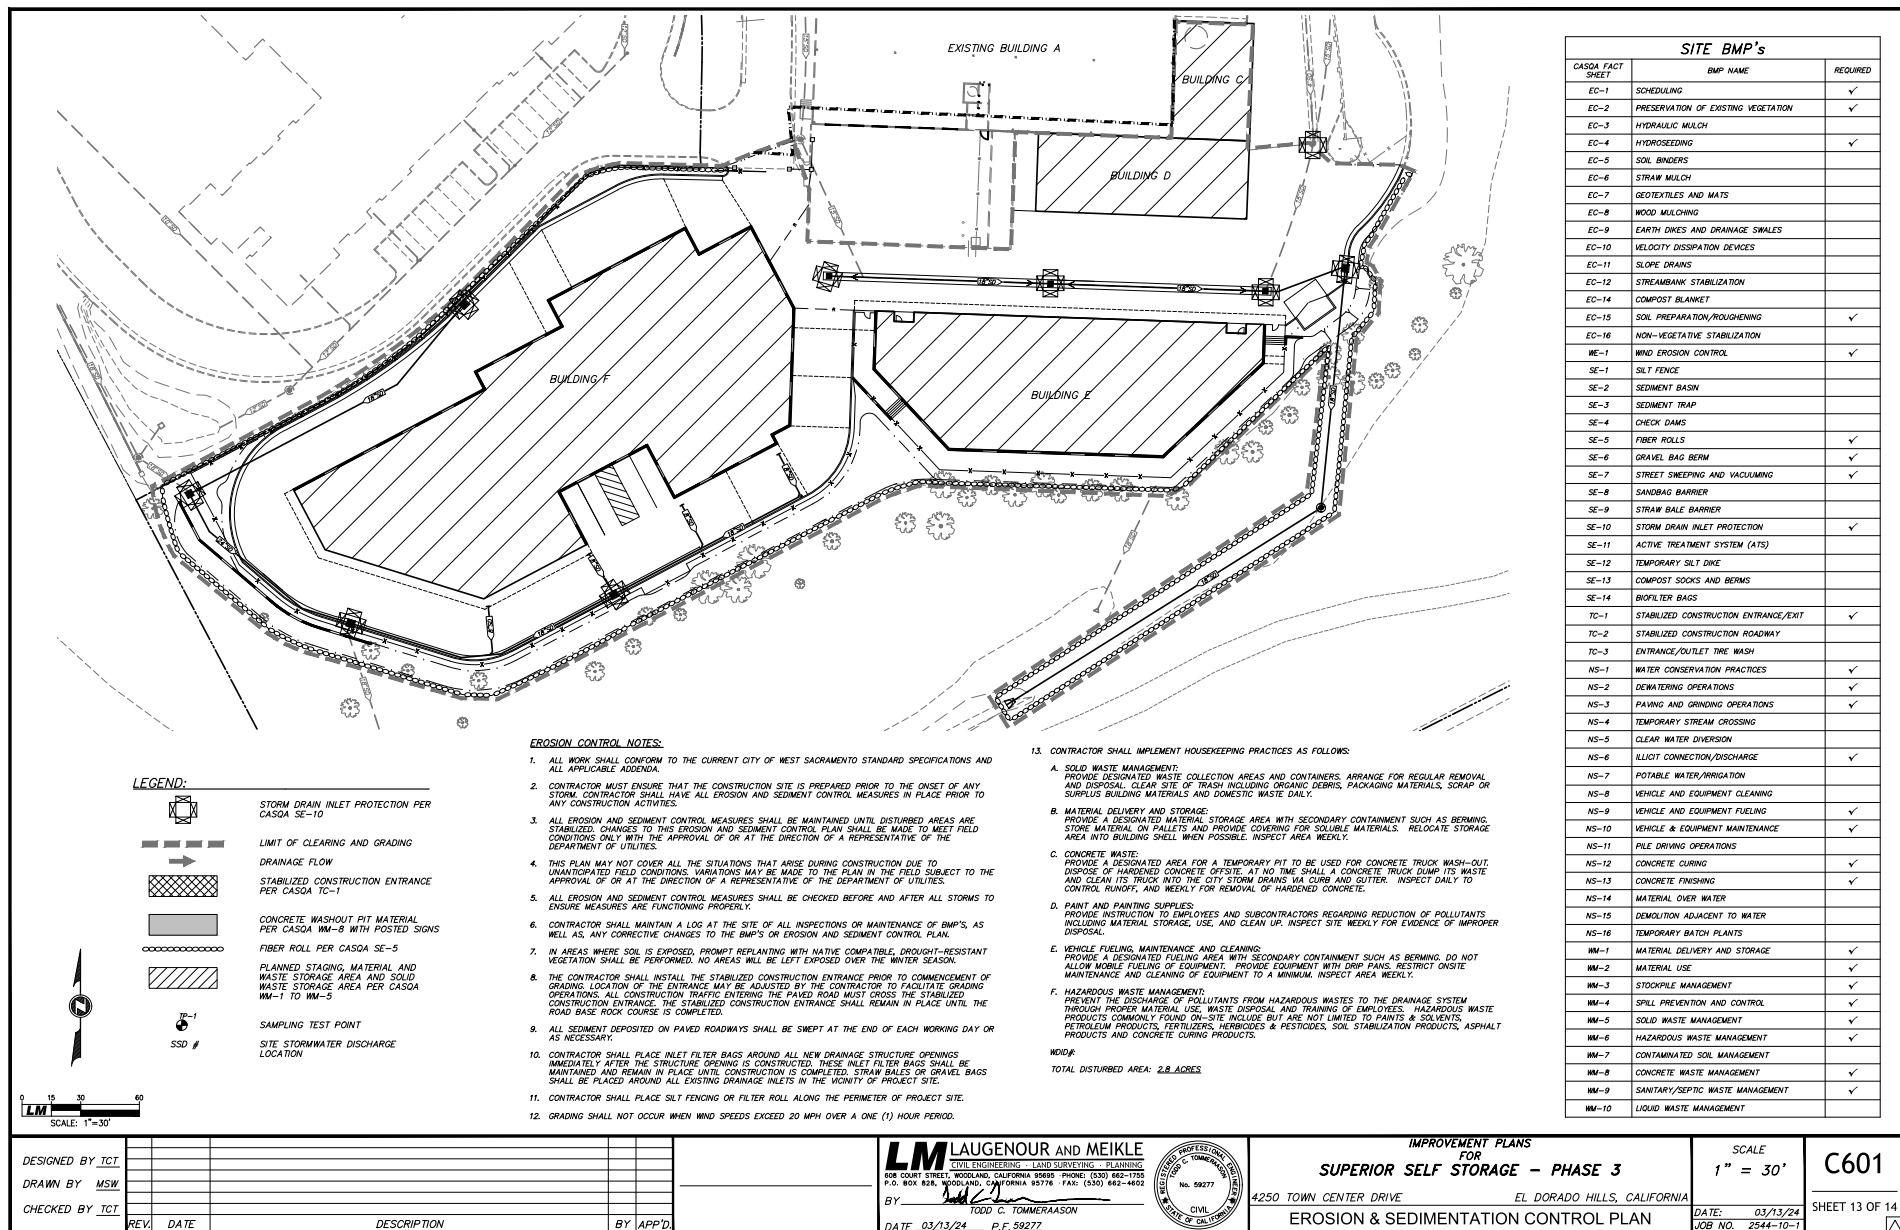 EXISTING BUILDING A
BUILDING C
BUILDING D
BUILDING F
BUILDING E
LEGEND:
STORM DRAIN INLET PROTECTION PER
CASQA SE-10
LIMIT OF CLEARING AND GRADING
DRAINAGE FLOW
STABILIZED CONSTRUCTION ENTRANCE
PER CASQA TC-1
CONCRETE WASHOUT PIT MATERIAL
PER CASQA WM-8 WITH POSTED SIGNS
FIBER ROLL PER CASQA SE-5
PLANNED STAGING, MATERIAL AND
WASTE STORAGE AREA AND SOLID
WASTE STORAGE AREA PER CASQA
WM-1 TO WM-5
TP-1
SAMPLING TEST POINT
SSD #
SITE STORMWATER DISCHARGE
LOCATION
0 15 30 60
LM
SCALE: 1"=30'
EROSION CONTROL NOTES:
1. ALL WORK SHALL CONFORM TO THE CURRENT CITY OF WEST SACRAMENTO STANDARD SPECIFICATIONS AND
ALL APPLICABLE ADDENDA.
2. CONTRACTOR MUST ENSURE THAT THE CONSTRUCTION SITE IS PREPARED PRIOR TO THE ONSET OF ANY
STORM. CONTRACTOR SHALL HAVE ALL EROSION AND SEDIMENT CONTROL MEASURES IN PLACE PRIOR TO
ANY CONSTRUCTION ACTIVITIES.
3. ALL EROSION AND SEDIMENT CONTROL MEASURES SHALL BE MAINTAINED UNTIL DISTURBED AREAS ARE
STABILIZED. CHANGES TO THIS EROSION AND SEDIMENT CONTROL PLAN SHALL BE MADE TO MEET FIELD
CONDITIONS ONLY WITH THE APPROVAL OF OR AT THE DIRECTION OF A REPRESENTATIVE OF THE
DEPARTMENT OF UTILITIES.
4. THIS PLAN MAY NOT COVER ALL THE SITUATIONS THAT ARISE DURING CONSTRUCTION DUE TO
UNANTICIPATED FIELD CONDITIONS. VARIATIONS MAY BE MADE TO THE PLAN IN THE FIELD SUBJECT TO THE
APPROVAL OF OR AT THE DIRECTION OF A REPRESENTATIVE OF THE DEPARTMENT OF UTILITIES.
5. ALL EROSION AND SEDIMENT CONTROL MEASURES SHALL BE CHECKED BEFORE AND AFTER ALL STORMS TO
ENSURE MEASURES ARE FUNCTIONING PROPERLY.
6. CONTRACTOR SHALL MAINTAIN A LOG AT THE SITE OF ALL INSPECTIONS OR MAINTENANCE OF BMP'S, AS
WELL AS, ANY CORRECTIVE CHANGES TO THE BMP'S OR EROSION AND SEDIMENT CONTROL PLAN.
7. IN AREAS WHERE SOIL IS EXPOSED, PROMPT REPLANTING WITH NATIVE COMPATIBLE, DROUGHT-RESISTANT
VEGETATION SHALL BE PERFORMED. NO AREAS WILL BE LEFT EXPOSED OVER THE WINTER SEASON.
8. THE CONTRACTOR SHALL INSTALL THE STABILIZED CONSTRUCTION ENTRANCE PRIOR TO COMMENCEMENT OF
GRADING. LOCATION OF THE ENTRANCE MAY BE ADJUSTED BY THE CONTRACTOR TO FACILITATE GRADING
OPERATIONS. ALL CONSTRUCTION TRAFFIC ENTERING THE PAVED ROAD MUST CROSS THE STABILIZED
CONSTRUCTION ENTRANCE. THE STABILIZED CONSTRUCTION ENTRANCE SHALL REMAIN IN PLACE UNTIL THE
ROAD BASE ROCK COURSE IS COMPLETED.
9. ALL SEDIMENT DEPOSITED ON PAVED ROADWAYS SHALL BE SWEPT AT THE END OF EACH WORKING DAY OR
AS NECESSARY.
10. CONTRACTOR SHALL PLACE INLET FILTER BAGS AROUND ALL NEW DRAINAGE STRUCTURE OPENINGS
IMMEDIATELY AFTER THE STRUCTURE OPENING IS CONSTRUCTED. THESE INLET FILTER BAGS SHALL BE
MAINTAINED AND REMAIN IN PLACE UNTIL CONSTRUCTION IS COMPLETED. STRAW BALES OR GRAVEL BAGS
SHALL BE PLACED AROUND ALL EXISTING DRAINAGE INLETS IN THE VICINITY OF PROJECT SITE.
11. CONTRACTOR SHALL PLACE SILT FENCING OR FILTER ROLL ALONG THE PERIMETER OF PROJECT SITE.
12. GRADING SHALL NOT OCCUR WHEN WIND SPEEDS EXCEED 20 MPH OVER A ONE (1) HOUR PERIOD.
13. CONTRACTOR SHALL IMPLEMENT HOUSEKEEPING PRACTICES AS FOLLOWS:
A. SOLID WASTE MANAGEMENT:
PROVIDE DESIGNATED WASTE COLLECTION AREAS AND CONTAINERS. ARRANGE FOR REGULAR REMOVAL
AND DISPOSAL. CLEAR SITE OF TRASH INCLUDING ORGANIC DEBRIS, PACKAGING MATERIALS, SCRAP OR
SURPLUS BUILDING MATERIALS AND DOMESTIC WASTE DAILY.
B. MATERIAL DELIVERY AND STORAGE:
PROVIDE A DESIGNATED MATERIAL STORAGE AREA WITH SECONDARY CONTAINMENT SUCH AS BERMING.
STORE MATERIAL ON PALLETS AND PROVIDE COVERING FOR SOLUBLE MATERIALS. RELOCATE STORAGE
AREA INTO BUILDING SHELL WHEN POSSIBLE. INSPECT AREA WEEKLY.
C. CONCRETE WASTE:
PROVIDE A DESIGNATED AREA FOR A TEMPORARY PIT TO BE USED FOR CONCRETE TRUCK WASH-OUT.
DISPOSE OF HARDENED CONCRETE OFFSITE. AT NO TIME SHALL A CONCRETE TRUCK DUMP ITS WASTE
AND CLEAN ITS TRUCK INTO THE CITY STORM DRAINS VIA CURB AND GUTTER. INSPECT DAILY TO
CONTROL RUNOFF, AND WEEKLY FOR REMOVAL OF HARDENED CONCRETE.
D. PAINT AND PAINTING SUPPLIES:
PROVIDE INSTRUCTION TO EMPLOYEES AND SUBCONTRACTORS REGARDING REDUCTION OF POLLUTANTS
INCLUDING MATERIAL STORAGE, USE, AND CLEAN UP. INSPECT SITE WEEKLY FOR EVIDENCE OF IMPROPER
DISPOSAL.
E. VEHICLE FUELING, MAINTENANCE AND CLEANING:
PROVIDE A DESIGNATED FUELING AREA WITH SECONDARY CONTAINMENT SUCH AS BERMING. DO NOT
ALLOW MOBILE FUELING OF EQUIPMENT. PROVIDE EQUIPMENT WITH DRIP PANS. RESTRICT ONSITE
MAINTENANCE AND CLEANING OF EQUIPMENT TO A MINIMUM. INSPECT AREA WEEKLY.
F. HAZARDOUS WASTE MANAGEMENT:
PREVENT THE DISCHARGE OF POLLUTANTS FROM HAZARDOUS WASTES TO THE DRAINAGE SYSTEM
THROUGH PROPER MATERIAL USE, WASTE DISPOSAL AND TRAINING OF EMPLOYEES. HAZARDOUS WASTE
PRODUCTS COMMONLY FOUND ON-SITE INCLUDE BUT ARE NOT LIMITED TO PAINTS & SOLVENTS,
PETROLEUM PRODUCTS, FERTILIZERS, HERBICIDES & PESTICIDES, SOIL STABILIZATION PRODUCTS, ASPHALT
PRODUCTS AND CONCRETE CURING PRODUCTS.
WDID#:
TOTAL DISTURBED AREA: 2.8 ACRES
SITE BMP's
CASQA FACT SHEET BMP NAME REQUIRED
EC-1 SCHEDULING ✓
EC-2 PRESERVATION OF EXISTING VEGETATION ✓
EC-3 HYDRAULIC MULCH
EC-4 HYDROSEEDING ✓
EC-5 SOIL BINDERS
EC-6 STRAW MULCH
EC-7 GEOTEXTILES AND MATS
EC-8 WOOD MULCHING
EC-9 EARTH DIKES AND DRAINAGE SWALES
EC-10 VELOCITY DISSIPATION DEVICES
EC-11 SLOPE DRAINS
EC-12 STREAMBANK STABILIZATION
EC-14 COMPOST BLANKET
EC-15 SOIL PREPARATION/ROUGHENING ✓
EC-16 NON-VEGETATIVE STABILIZATION
WE-1 WIND EROSION CONTROL ✓
SE-1 SILT FENCE
SE-2 SEDIMENT BASIN
SE-3 SEDIMENT TRAP
SE-4 CHECK DAMS
SE-5 FIBER ROLLS ✓
SE-6 GRAVEL BAG BERM ✓
SE-7 STREET SWEEPING AND VACUUMING ✓
SE-8 SANDBAG BARRIER
SE-9 STRAW BALE BARRIER
SE-10 STORM DRAIN INLET PROTECTION ✓
SE-11 ACTIVE TREATMENT SYSTEM (ATS)
SE-12 TEMPORARY SILT DIKE
SE-13 COMPOST SOCKS AND BERMS
SE-14 BIOFILTER BAGS
TC-1 STABILIZED CONSTRUCTION ENTRANCE/EXIT ✓
TC-2 STABILIZED CONSTRUCTION ROADWAY
TC-3 ENTRANCE/OUTLET TIRE WASH
NS-1 WATER CONSERVATION PRACTICES ✓
NS-2 DEWATERING OPERATIONS ✓
NS-3 PAVING AND GRINDING OPERATIONS ✓
NS-4 TEMPORARY STREAM CROSSING
NS-5 CLEAR WATER DIVERSION
NS-6 ILLICIT CONNECTION/DISCHARGE ✓
NS-7 POTABLE WATER/IRRIGATION
NS-8 VEHICLE AND EQUIPMENT CLEANING
NS-9 VEHICLE AND EQUIPMENT FUELING ✓
NS-10 VEHICLE & EQUIPMENT MAINTENANCE ✓
NS-11 PILE DRIVING OPERATIONS
NS-12 CONCRETE CURING ✓
NS-13 CONCRETE FINISHING ✓
NS-14 MATERIAL OVER WATER
NS-15 DEMOLITION ADJACENT TO WATER
NS-16 TEMPORARY BATCH PLANTS
WM-1 MATERIAL DELIVERY AND STORAGE ✓
WM-2 MATERIAL USE ✓
WM-3 STOCKPILE MANAGEMENT ✓
WM-4 SPILL PREVENTION AND CONTROL ✓
WM-5 SOLID WASTE MANAGEMENT ✓
WM-6 HAZARDOUS WASTE MANAGEMENT ✓
WM-7 CONTAMINATED SOIL MANAGEMENT
WM-8 CONCRETE WASTE MANAGEMENT ✓
WM-9 SANITARY/SEPTIC WASTE MANAGEMENT ✓
WM-10 LIQUID WASTE MANAGEMENT
DESIGNED BY TCT
DRAWN BY MSW
CHECKED BY TCT
REV. DATE DESCRIPTION BY APP'D.
LM LAUGENOUR AND MEIKLE
CIVIL ENGINEERING · LAND SURVEYING · PLANNING
608 COURT STREET, WOODLAND, CALIFORNIA 95695 ·PHONE: (530) 662-1755
P.O. BOX 828, WOODLAND, CALIFORNIA 95776 ·FAX: (530) 662-4602
BY
TODD C. TOMMERAASON
DATE 03/13/24 P.E. 59277
REGISTERED PROFESSIONAL ENGINEER
TODD C. TOMMERAASON
No. 59277
CIVIL
STATE OF CALIFORNIA
IMPROVEMENT PLANS
FOR
SUPERIOR SELF STORAGE - PHASE 3
4250 TOWN CENTER DRIVE EL DORADO HILLS, CALIFORNIA
EROSION & SEDIMENTATION CONTROL PLAN
SCALE
1" = 30'
DATE: 03/13/24
JOB NO. 2544-10-1
C601
SHEET 13 OF 14